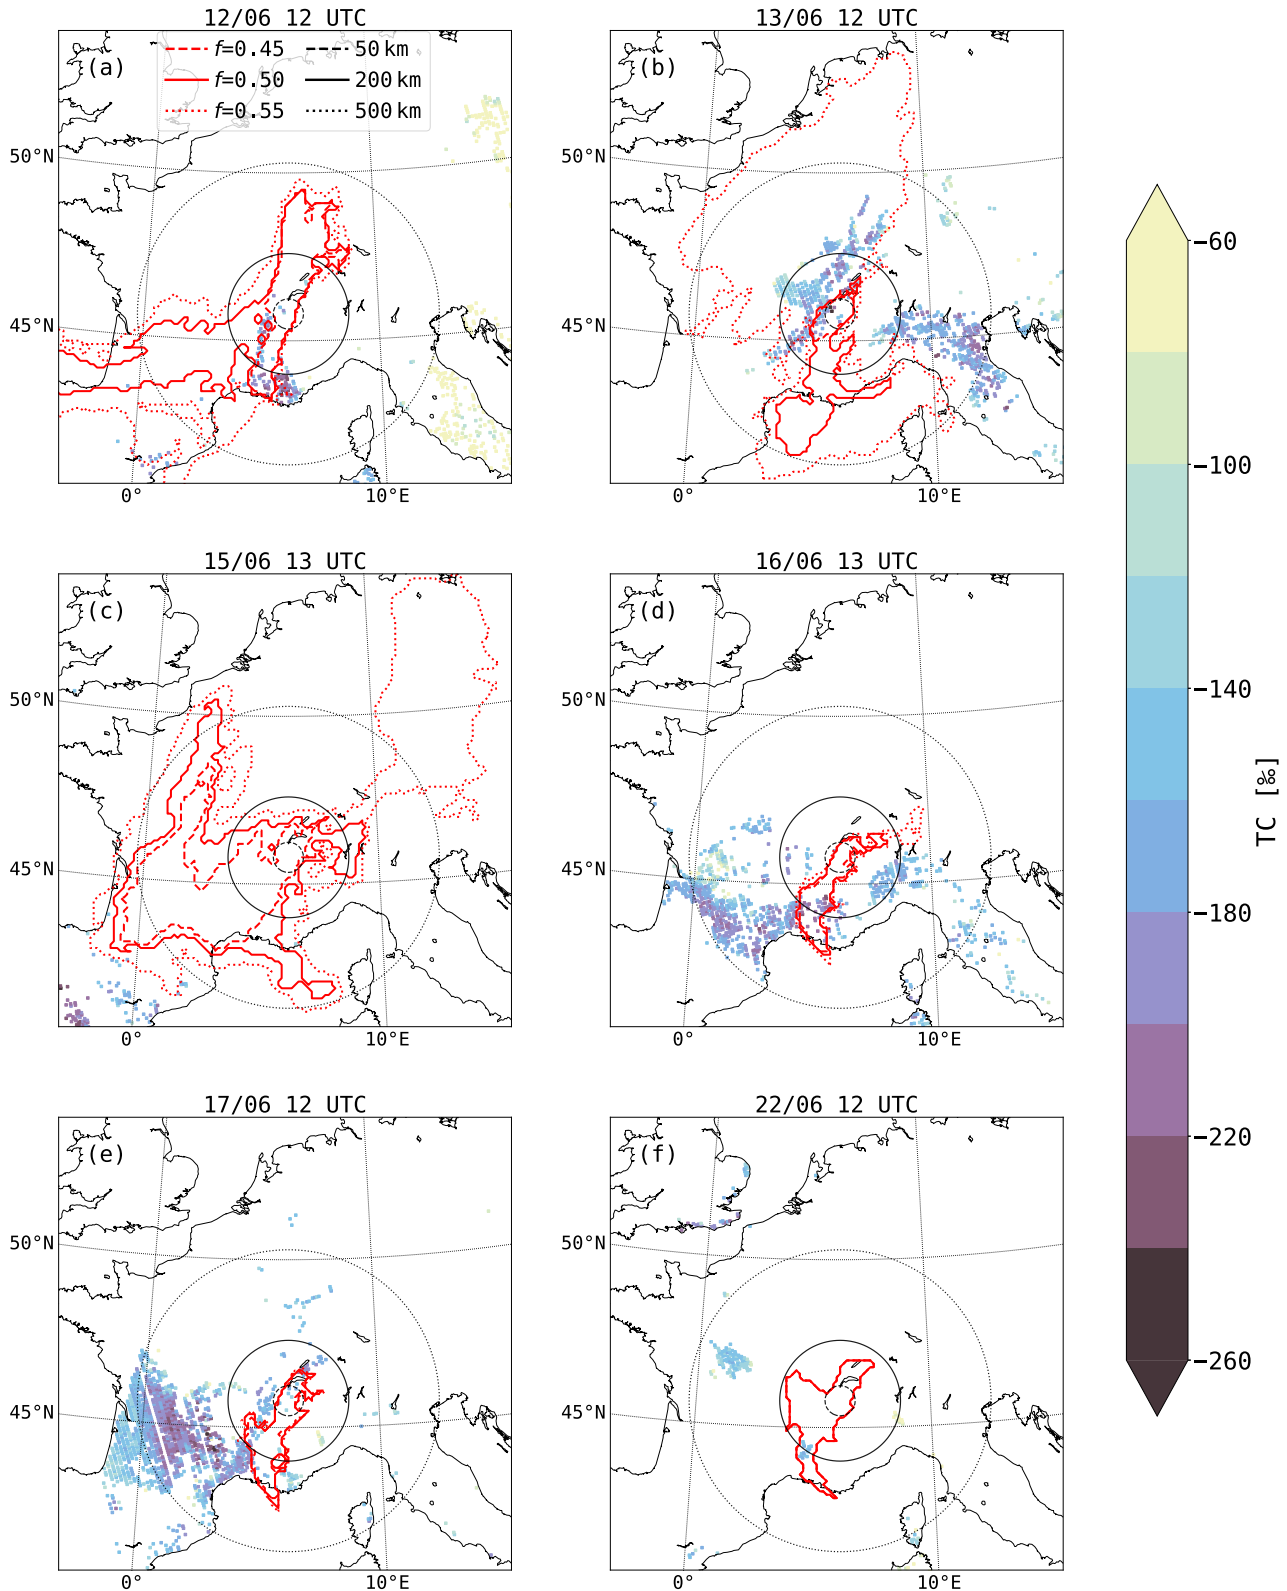 12/06 12 UTC
13/06 12 UTC
(a)
f=0.45
50 km
f=0.50
200 km
f=0.55
500 km
(b)
50°N
45°N
0°
10°E
50°N
45°N
0°
10°E
15/06 13 UTC
16/06 13 UTC
(c)
(d)
50°N
45°N
0°
10°E
50°N
45°N
0°
10°E
17/06 12 UTC
22/06 12 UTC
(e)
(f)
50°N
45°N
0°
10°E
50°N
45°N
0°
10°E
−60
−100
−140
−180
−220
−260
TC [‰]